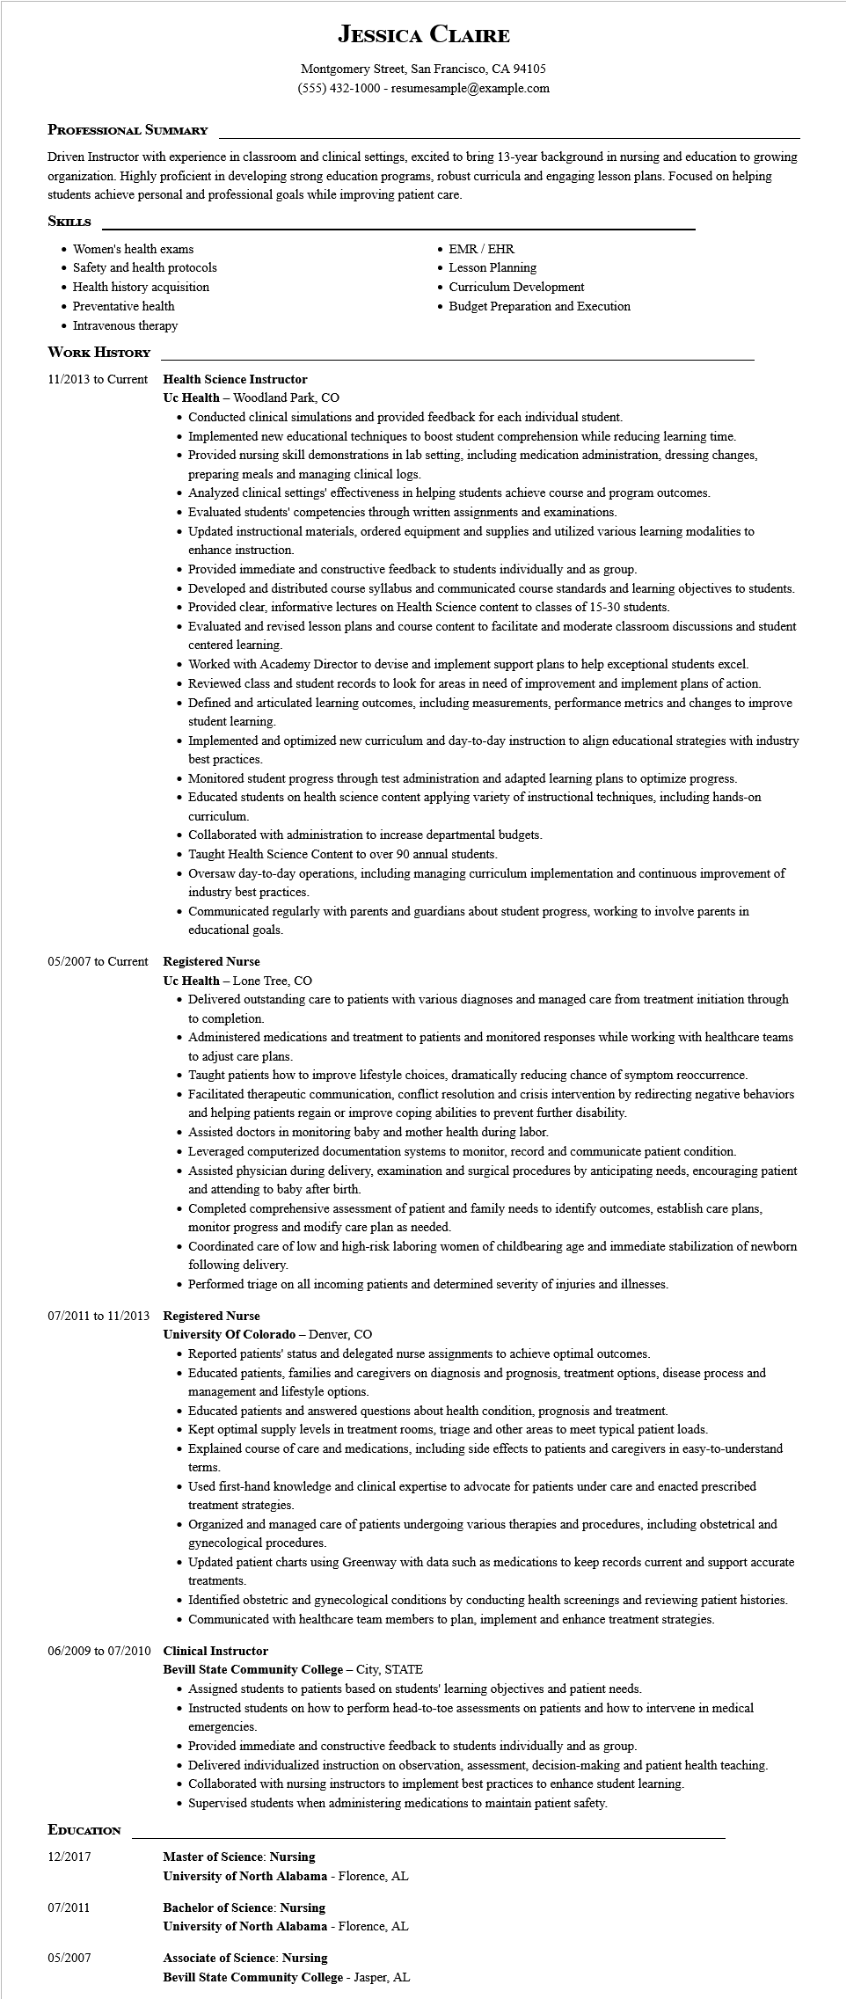 Jessica Claire
Montgomery Street, San Francisco, CA 94105
(555) 432-1000 - resumesample@example.com
Professional Summary
Driven Instructor with experience in classroom and clinical settings, excited to bring 13-year background in nursing and education to growing
organization. Highly proficient in developing strong education programs, robust curricula and engaging lesson plans. Focused on helping
students achieve personal and professional goals while improving patient care.
Skills
• Women's health exams
• Safety and health protocols
• Health history acquisition
• Preventative health
• Intravenous therapy
• EMR / EHR
• Lesson Planning
• Curriculum Development
• Budget Preparation and Execution
Work History
11/2013 to Current Health Science Instructor
Uc Health – Woodland Park, CO
• Conducted clinical simulations and provided feedback for each individual student.
• Implemented new educational techniques to boost student comprehension while reducing learning time.
• Provided nursing skill demonstrations in lab setting, including medication administration, dressing changes,
preparing meals and managing clinical logs.
• Analyzed clinical settings' effectiveness in helping students achieve course and program outcomes.
• Evaluated students' competencies through written assignments and examinations.
• Updated instructional materials, ordered equipment and supplies and utilized various learning modalities to
enhance instruction.
• Provided immediate and constructive feedback to students individually and as group.
• Developed and distributed course syllabus and communicated course standards and learning objectives to students.
• Provided clear, informative lectures on Health Science content to classes of 15-30 students.
• Evaluated and revised lesson plans and course content to facilitate and moderate classroom discussions and student
centered learning.
• Worked with Academy Director to devise and implement support plans to help exceptional students excel.
• Reviewed class and student records to look for areas in need of improvement and implement plans of action.
• Defined and articulated learning outcomes, including measurements, performance metrics and changes to improve
student learning.
• Implemented and optimized new curriculum and day-to-day instruction to align educational strategies with industry
best practices.
• Monitored student progress through test administration and adapted learning plans to optimize progress.
• Educated students on health science content applying variety of instructional techniques, including hands-on
curriculum.
• Collaborated with administration to increase departmental budgets.
• Taught Health Science Content to over 90 annual students.
• Oversaw day-to-day operations, including managing curriculum implementation and continuous improvement of
industry best practices.
• Communicated regularly with parents and guardians about student progress, working to involve parents in
educational goals.
05/2007 to Current Registered Nurse
Uc Health – Lone Tree, CO
• Delivered outstanding care to patients with various diagnoses and managed care from treatment initiation through
to completion.
• Administered medications and treatment to patients and monitored responses while working with healthcare teams
to adjust care plans.
• Taught patients how to improve lifestyle choices, dramatically reducing chance of symptom reoccurrence.
• Facilitated therapeutic communication, conflict resolution and crisis intervention by redirecting negative behaviors
and helping patients regain or improve coping abilities to prevent further disability.
• Assisted doctors in monitoring baby and mother health during labor.
• Leveraged computerized documentation systems to monitor, record and communicate patient condition.
• Assisted physician during delivery, examination and surgical procedures by anticipating needs, encouraging patient
and attending to baby after birth.
• Completed comprehensive assessment of patient and family needs to identify outcomes, establish care plans,
monitor progress and modify care plan as needed.
• Coordinated care of low and high-risk laboring women of childbearing age and immediate stabilization of newborn
following delivery.
• Performed triage on all incoming patients and determined severity of injuries and illnesses.
07/2011 to 11/2013 Registered Nurse
University Of Colorado – Denver, CO
• Reported patients' status and delegated nurse assignments to achieve optimal outcomes.
• Educated patients, families and caregivers on diagnosis and prognosis, treatment options, disease process and
management and lifestyle options.
• Educated patients and answered questions about health condition, prognosis and treatment.
• Kept optimal supply levels in treatment rooms, triage and other areas to meet typical patient loads.
• Explained course of care and medications, including side effects to patients and caregivers in easy-to-understand
terms.
• Used first-hand knowledge and clinical expertise to advocate for patients under care and enacted prescribed
treatment strategies.
• Organized and managed care of patients undergoing various therapies and procedures, including obstetrical and
gynecological procedures.
• Updated patient charts using Greenway with data such as medications to keep records current and support accurate
treatments.
• Identified obstetric and gynecological conditions by conducting health screenings and reviewing patient histories.
• Communicated with healthcare team members to plan, implement and enhance treatment strategies.
06/2009 to 07/2010 Clinical Instructor
Bevill State Community College – City, STATE
• Assigned students to patients based on students' learning objectives and patient needs.
• Instructed students on how to perform head-to-toe assessments on patients and how to intervene in medical
emergencies.
• Provided immediate and constructive feedback to students individually and as group.
• Delivered individualized instruction on observation, assessment, decision-making and patient health teaching.
• Collaborated with nursing instructors to implement best practices to enhance student learning.
• Supervised students when administering medications to maintain patient safety.
Education
12/2017 Master of Science: Nursing
University of North Alabama - Florence, AL
07/2011 Bachelor of Science: Nursing
University of North Alabama - Florence, AL
05/2007 Associate of Science: Nursing
Bevill State Community College - Jasper, AL